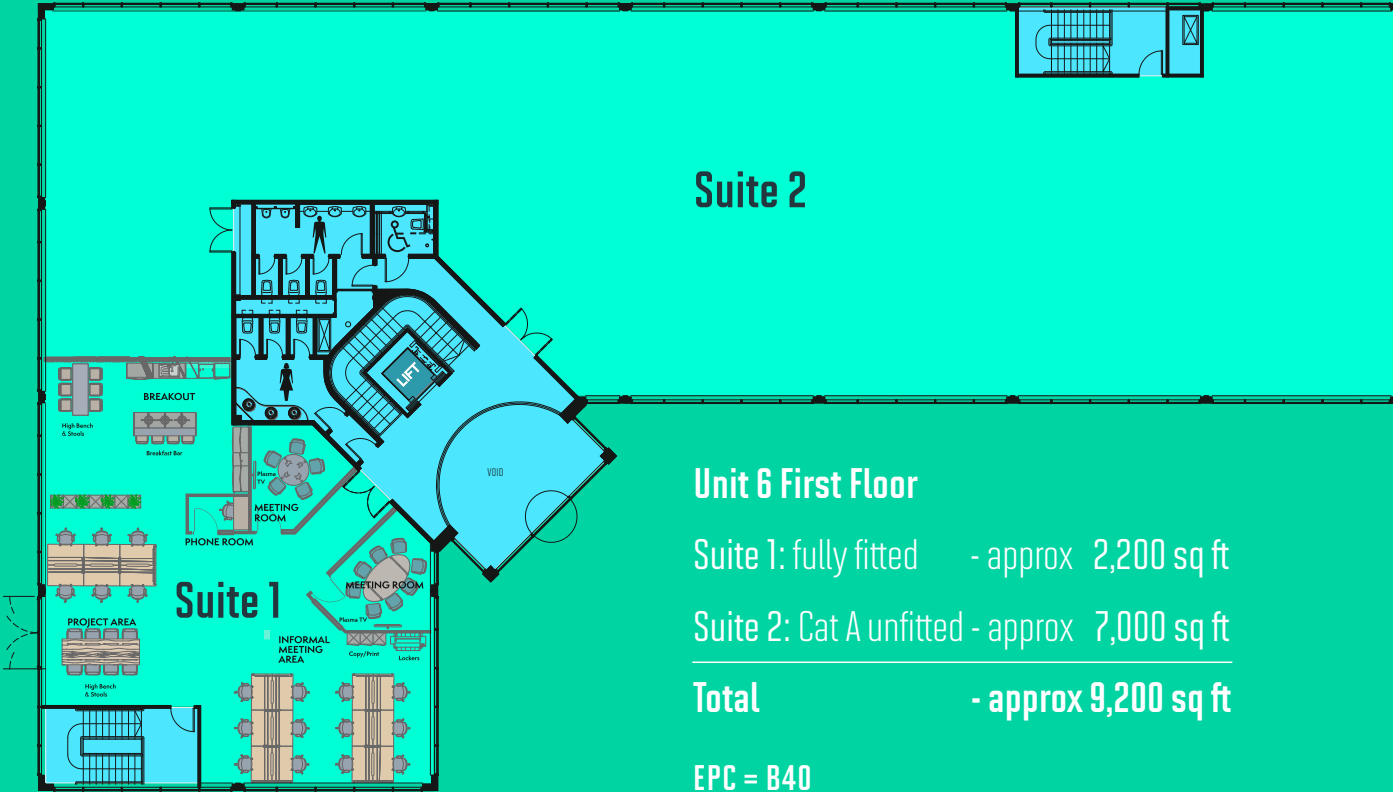 Suite 2
LIFT
BREAKOUT
High Bench
& Stools
Breakfast Bar
Plasma
TV
MEETING
ROOM
VOID
PHONE ROOM
Suite 1
MEETING ROOM
PROJECT AREA
Plasma TV
INFORMAL
MEETING
AREA
Copy/Print
Lockers
High Bench
& Stools
Unit 6 First Floor
Suite 1: fully fitted - approx 2,200 sq ft
Suite 2: Cat A unfitted - approx 7,000 sq ft
Total - approx 9,200 sq ft
EPC = B40